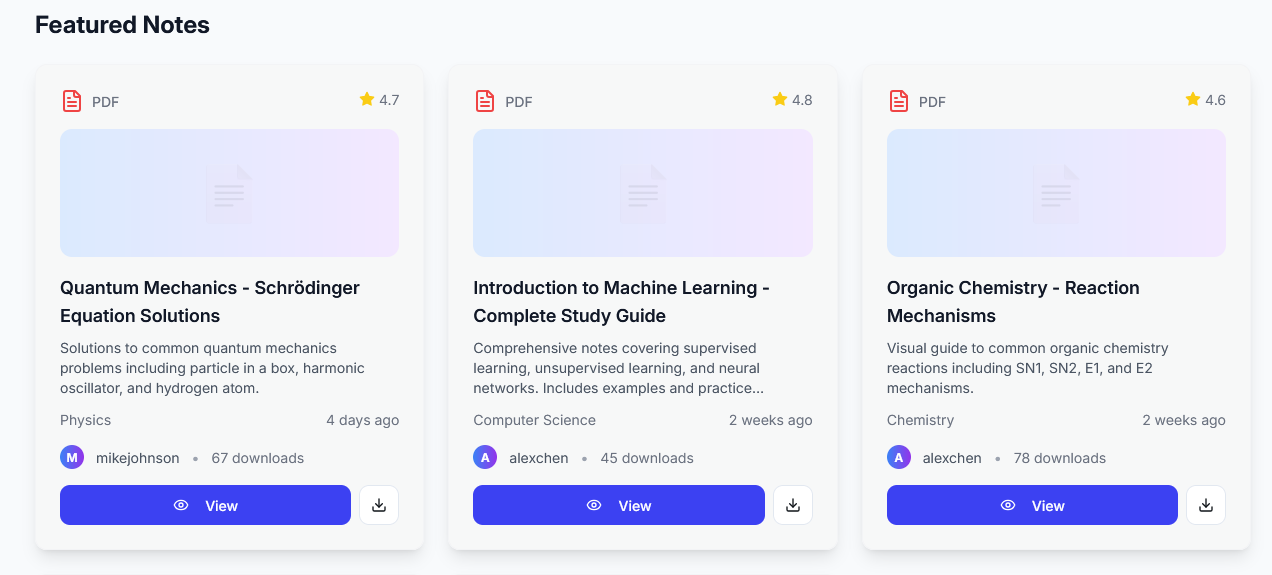 Featured Notes
PDF
4.7
Quantum Mechanics - Schrödinger
Equation Solutions
Solutions to common quantum mechanics
problems including particle in a box, harmonic
oscillator, and hydrogen atom.
Physics
4 days ago
M
mikejohnson • 67 downloads
View
PDF
4.8
Introduction to Machine Learning -
Complete Study Guide
Comprehensive notes covering supervised
learning, unsupervised learning, and neural
networks. Includes examples and practice...
Computer Science
2 weeks ago
A
alexchen • 45 downloads
View
PDF
4.6
Organic Chemistry - Reaction
Mechanisms
Visual guide to common organic chemistry
reactions including SN1, SN2, E1, and E2
mechanisms.
Chemistry
2 weeks ago
A
alexchen • 78 downloads
View